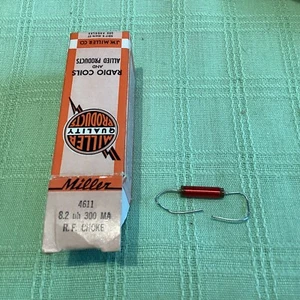 J.W. MILLER CO.
RADIO COILS
AND
ALLIED PRODUCTS
MILLER
QUALITY
PRODUCTS
Miller
4611
8.2 uh 300 MA
R.F. CHOKE